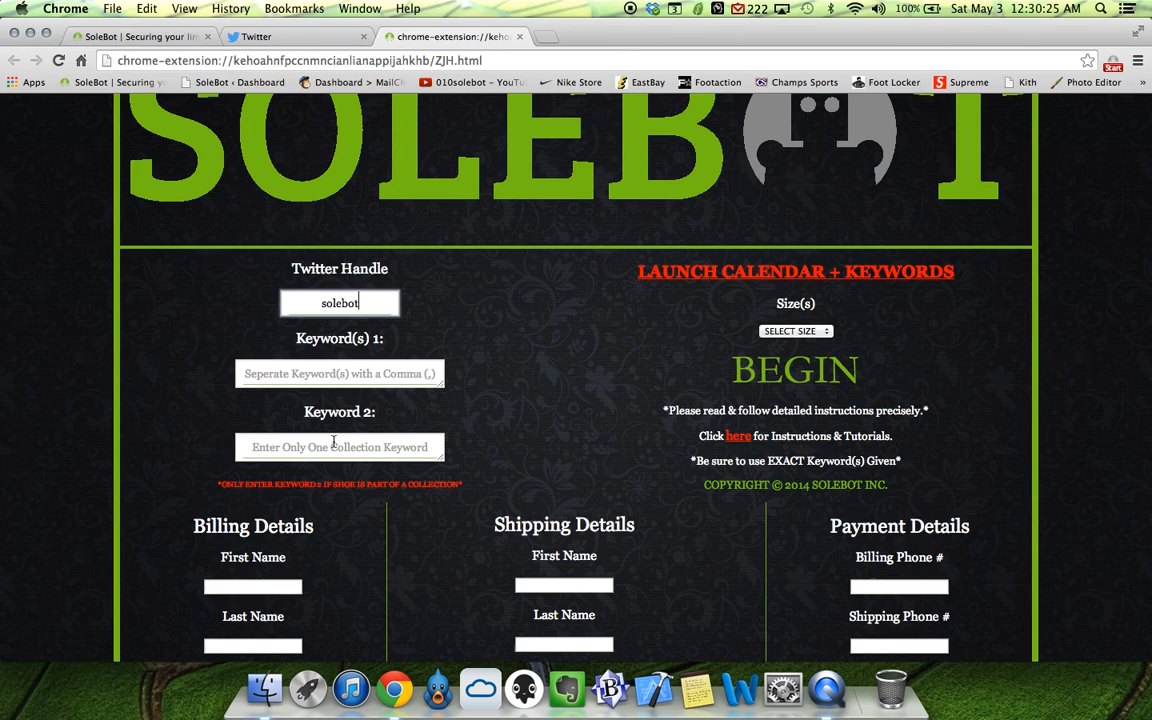 Chrome File Edit View History Bookmarks Window Help 3 222 100% Sat May 3 12:30:25 AM
SoleBot | Securing your lim
Twitter
chrome-extension://keho
chrome-extension://kehoahnfpccnmncianlianappijahkhb/ZJH.html
Start
Apps SoleBot | Securing yo SoleBot ‹ Dashboard Dashboard > MailCh 010solebot - YouTu Nike Store EastBay Footaction Champs Sports Foot Locker Supreme Kith Photo Editor »
SOLEBOT
Twitter Handle
solebot
Keyword(s) 1:
Seperate Keyword(s) with a Comma (,)
Keyword 2:
Enter Only One Collection Keyword
*ONLY ENTER KEYWORD 2 IF SHOE IS PART OF A COLLECTION*
LAUNCH CALENDAR + KEYWORDS
Size(s)
SELECT SIZE
BEGIN
*Please read & follow detailed instructions precisely.*
Click here for Instructions & Tutorials.
*Be sure to use EXACT Keyword(s) Given*
COPYRIGHT © 2014 SOLEBOT INC.
Billing Details
First Name
Last Name
Shipping Details
First Name
Last Name
Payment Details
Billing Phone #
Shipping Phone #